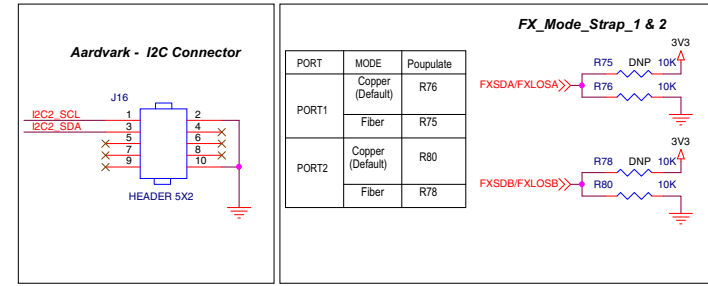 Aardvark - I2C Connector
J16
I2C2_SCL 1 2
I2C2_SDA 3 4
5 6
7 8
9 10
HEADER 5X2
FX_Mode_Strap_1 & 2
PORT MODE Poupulate
PORT1 Copper (Default) R76
Fiber R75
PORT2 Copper (Default) R80
Fiber R78
3V3
R75 DNP 10K
FXSDA/FXLOSA R76 10K
3V3
R78 DNP 10K
FXSDB/FXLOSB R80 10K